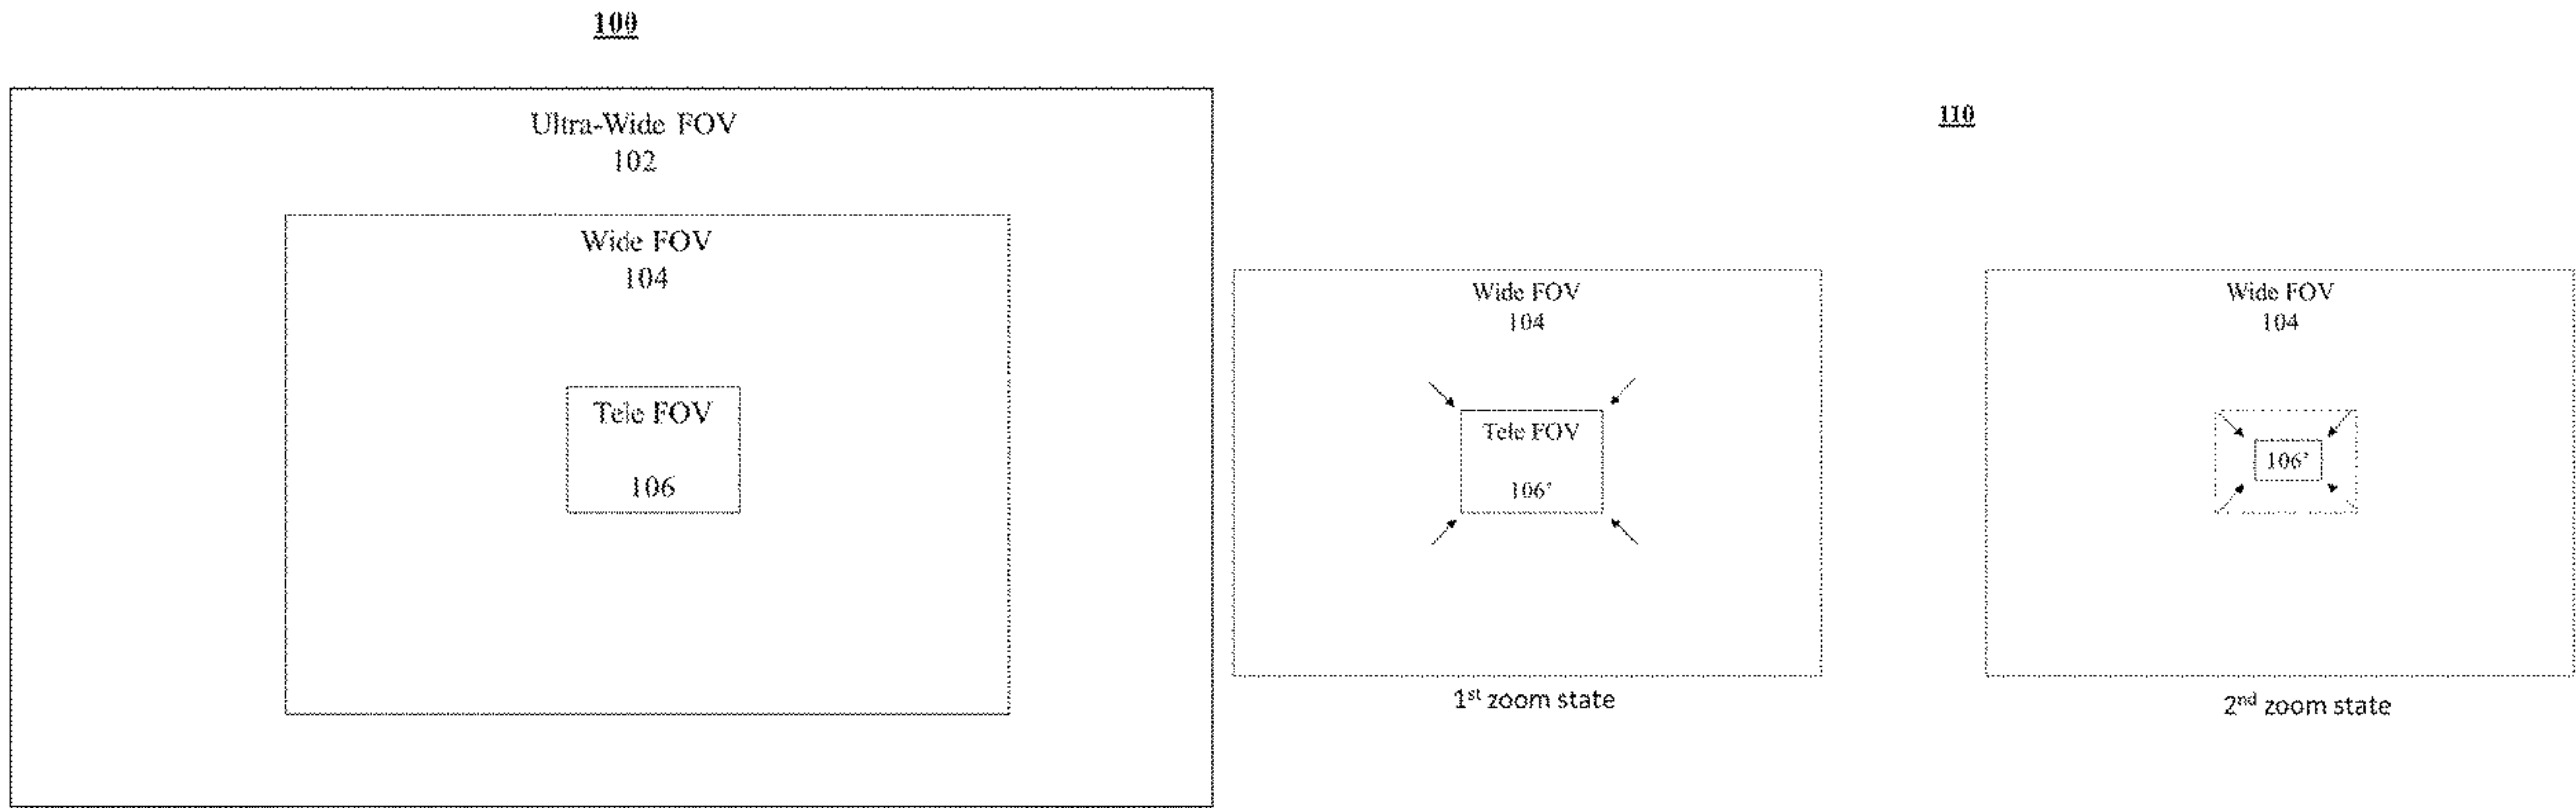 100
Ultra-Wide FOV
102
Wide FOV
104
Tele FOV
106
110
Wide FOV
104
Tele FOV
106'
1st zoom state
Wide FOV
104
106'
2nd zoom state